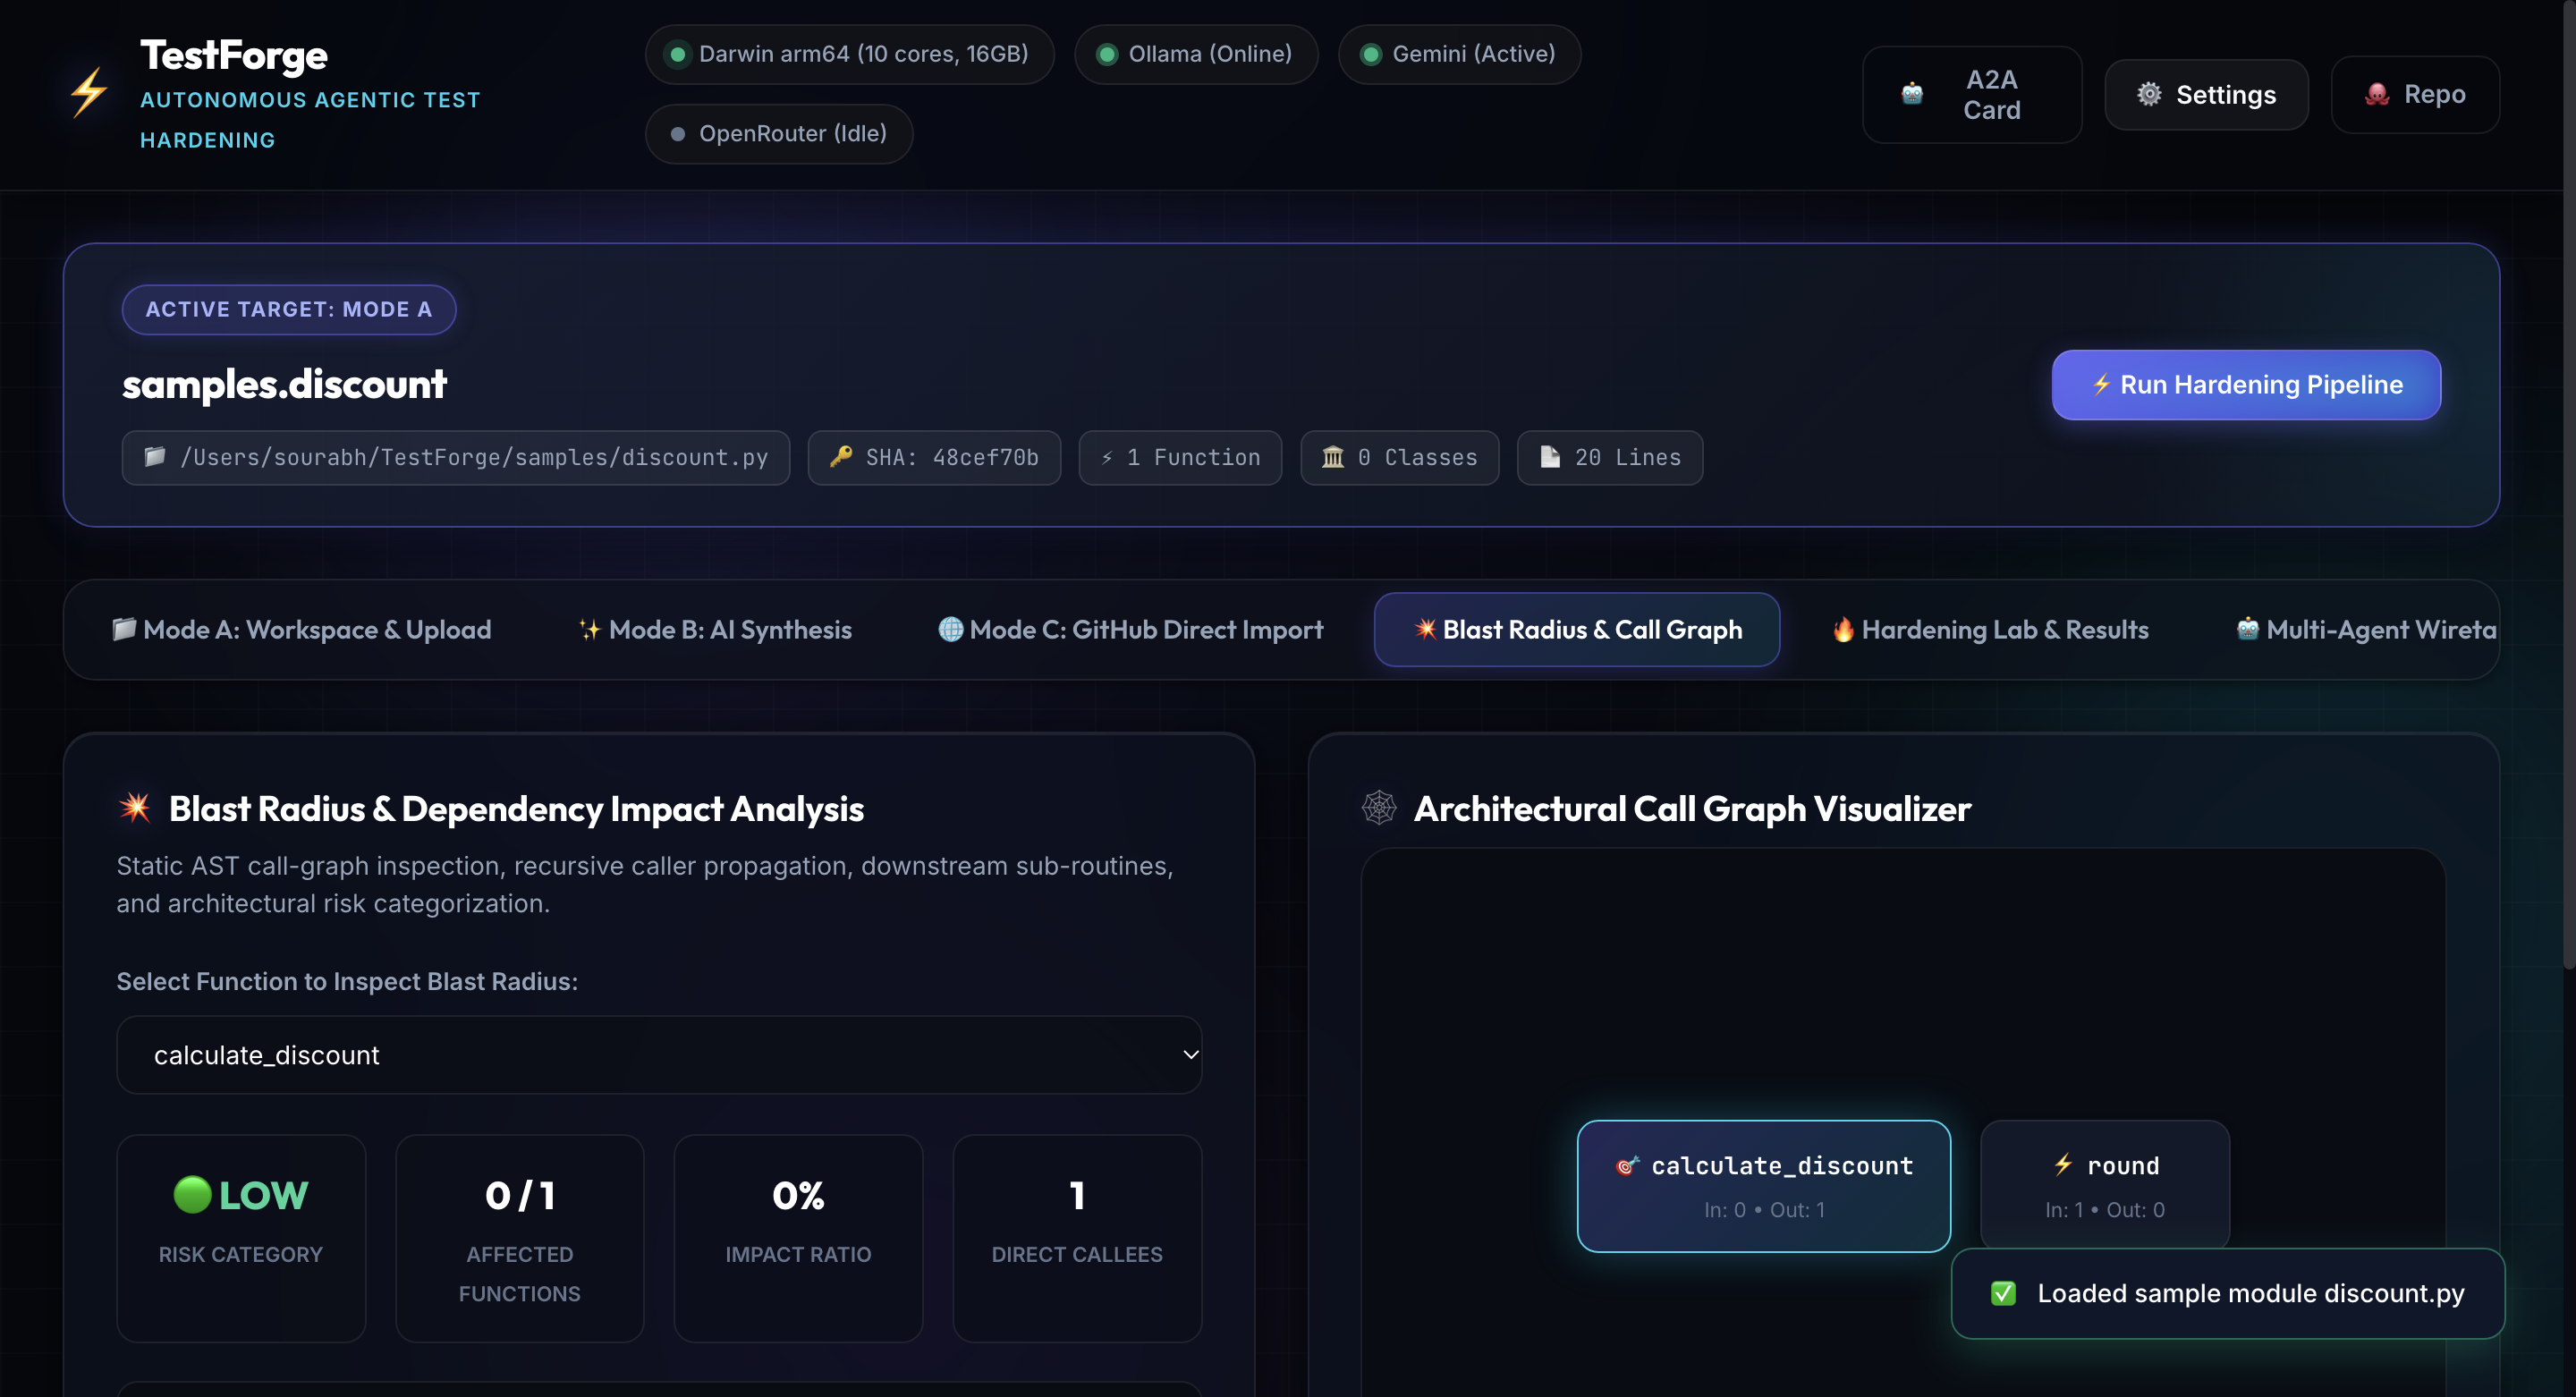 TestForge
AUTONOMOUS AGENTIC TEST
HARDENING
Darwin arm64 (10 cores, 16GB)
Ollama (Online)
Gemini (Active)
OpenRouter (Idle)
A2A
Card
Settings
Repo
ACTIVE TARGET: MODE A
samples.discount
/Users/sourabh/TestForge/samples/discount.py
SHA: 48cef70b
1 Function
0 Classes
20 Lines
Run Hardening Pipeline
Mode A: Workspace & Upload
Mode B: AI Synthesis
Mode C: GitHub Direct Import
Blast Radius & Call Graph
Hardening Lab & Results
Multi-Agent Wireta
Blast Radius & Dependency Impact Analysis
Static AST call-graph inspection, recursive caller propagation, downstream sub-routines,
and architectural risk categorization.
Select Function to Inspect Blast Radius:
calculate_discount
LOW
RISK CATEGORY
0 / 1
AFFECTED
FUNCTIONS
0%
IMPACT RATIO
1
DIRECT CALLEES
Architectural Call Graph Visualizer
calculate_discount
In: 0 • Out: 1
round
In: 1 • Out: 0
Loaded sample module discount.py